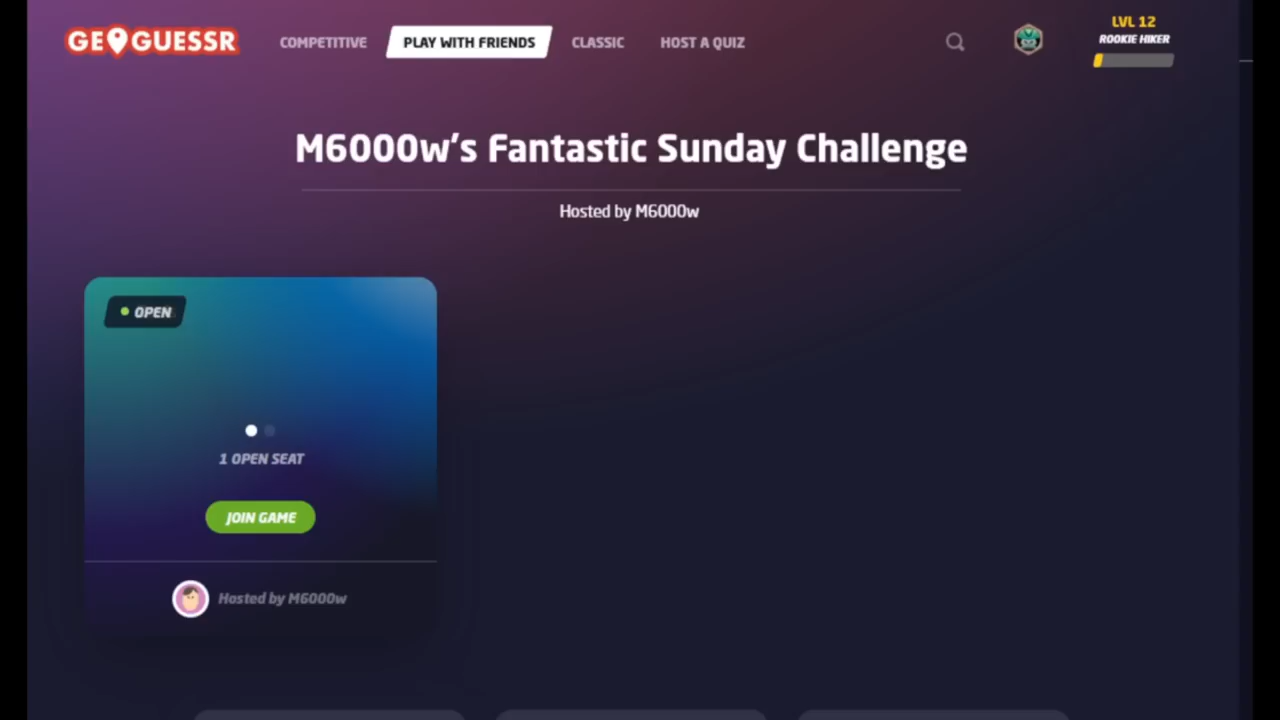 GEOGUESSR
COMPETITIVE
PLAY WITH FRIENDS
CLASSIC
HOST A QUIZ
LVL 12
ROOKIE HIKER
M6000w's Fantastic Sunday Challenge
Hosted by M6000w
OPEN
1 OPEN SEAT
JOIN GAME
Hosted by M6000w